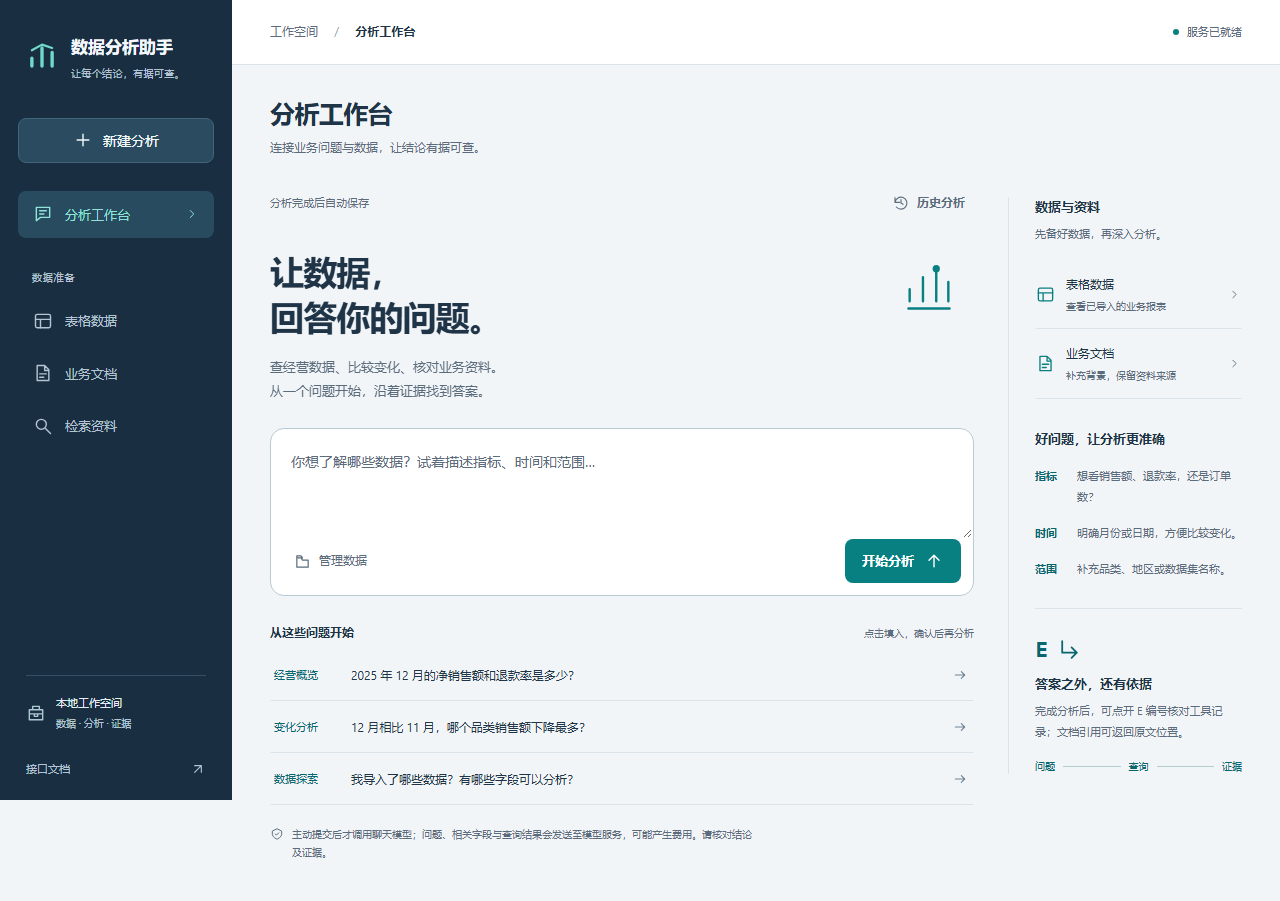 数据分析助手
让每个结论，有据可查。
新建分析
分析工作台
数据准备
表格数据
业务文档
检索资料
本地工作空间
数据 · 分析 · 证据
接口文档
工作空间 / 分析工作台
服务已就绪
分析工作台
连接业务问题与数据，让结论有据可查。
分析完成后自动保存
历史分析
让数据，
回答你的问题。
查经营数据、比较变化、核对业务资料。
从一个问题开始，沿着证据找到答案。
你想了解哪些数据？试着描述指标、时间和范围...
管理数据
开始分析
从这些问题开始
点击填入，确认后再分析
经营概览 2025 年 12 月的净销售额和退款率是多少？
变化分析 12 月相比 11 月，哪个品类销售额下降最多？
数据探索 我导入了哪些数据？有哪些字段可以分析？
主动提交后才调用聊天模型；问题、相关字段与查询结果会发送至模型服务，可能产生费用。请核对结论
及证据。
数据与资料
先备好数据，再深入分析。
表格数据
查看已导入的业务报表
业务文档
补充背景，保留资料来源
好问题，让分析更准确
指标 想看销售额、退款率，还是订单
数？
时间 明确月份或日期，方便比较变化。
范围 补充品类、地区或数据集名称。
E
答案之外，还有依据
完成分析后，可点开 E 编号核对工具记
录；文档引用可返回原文位置。
问题 查询 证据